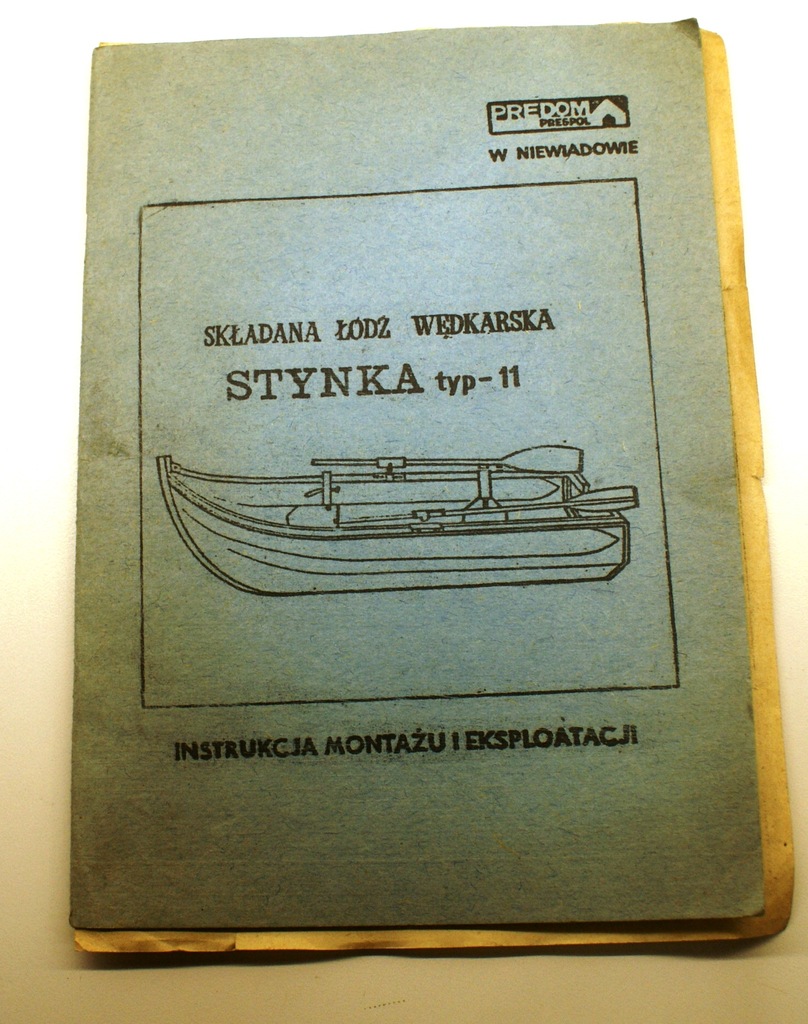 PREDOM
PRESPOL
W NIEWIADOWIE
SKŁADANA ŁÓDŹ WĘDKARSKA
STYNKA typ-11
INSTRUKCJA MONTAŻU I EKSPLOATACJI